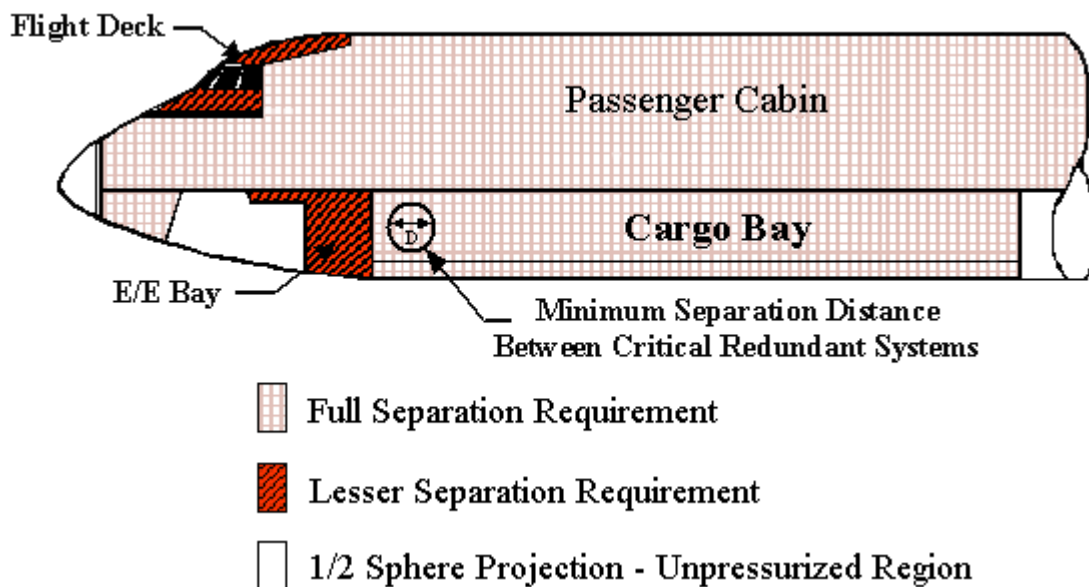 Flight Deck
Passenger Cabin
Cargo Bay
D
E/E Bay
Minimum Separation Distance
Between Critical Redundant Systems
Full Separation Requirement
Lesser Separation Requirement
1/2 Sphere Projection - Unpressurized Region